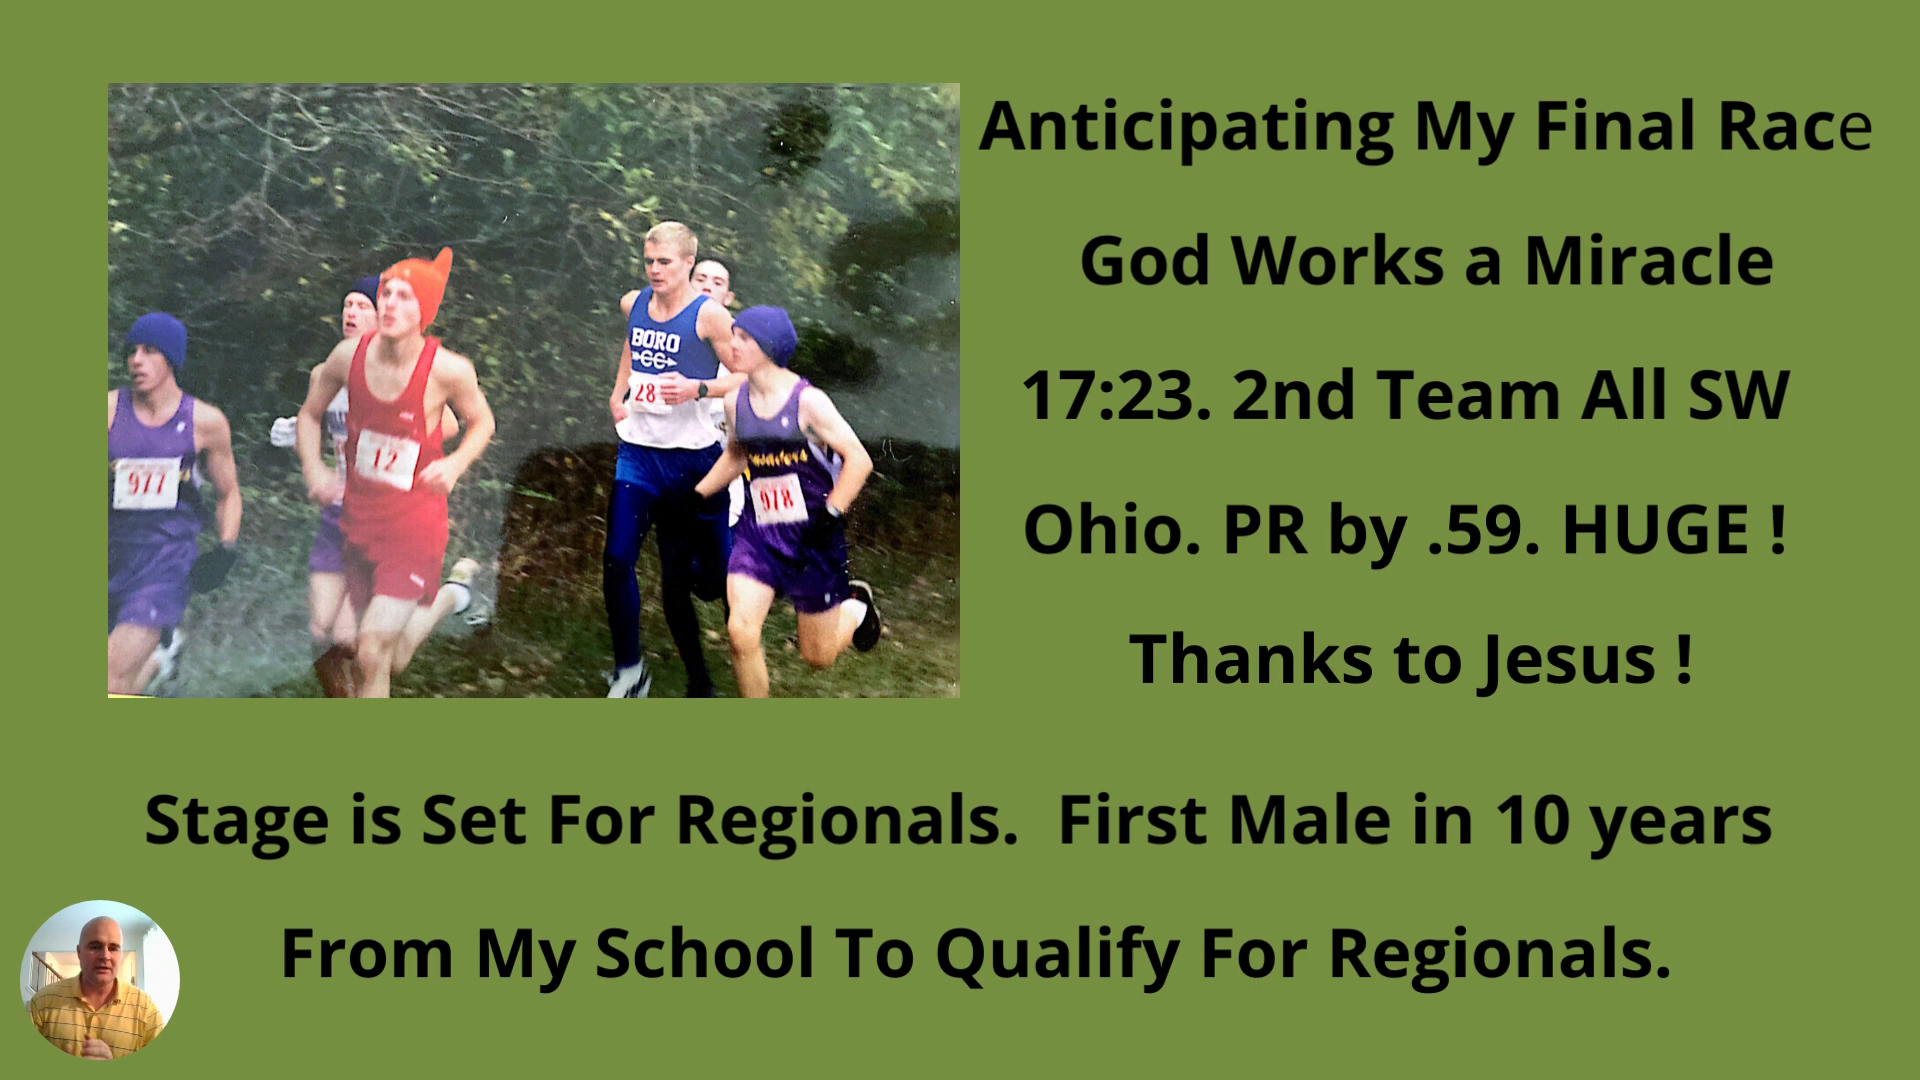 Anticipating My Final Race
God Works a Miracle
17:23. 2nd Team All SW
Ohio. PR by .59. HUGE !
Thanks to Jesus !
BORO
CC
28
12
977
978
Stage is Set For Regionals. First Male in 10 years
From My School To Qualify For Regionals.